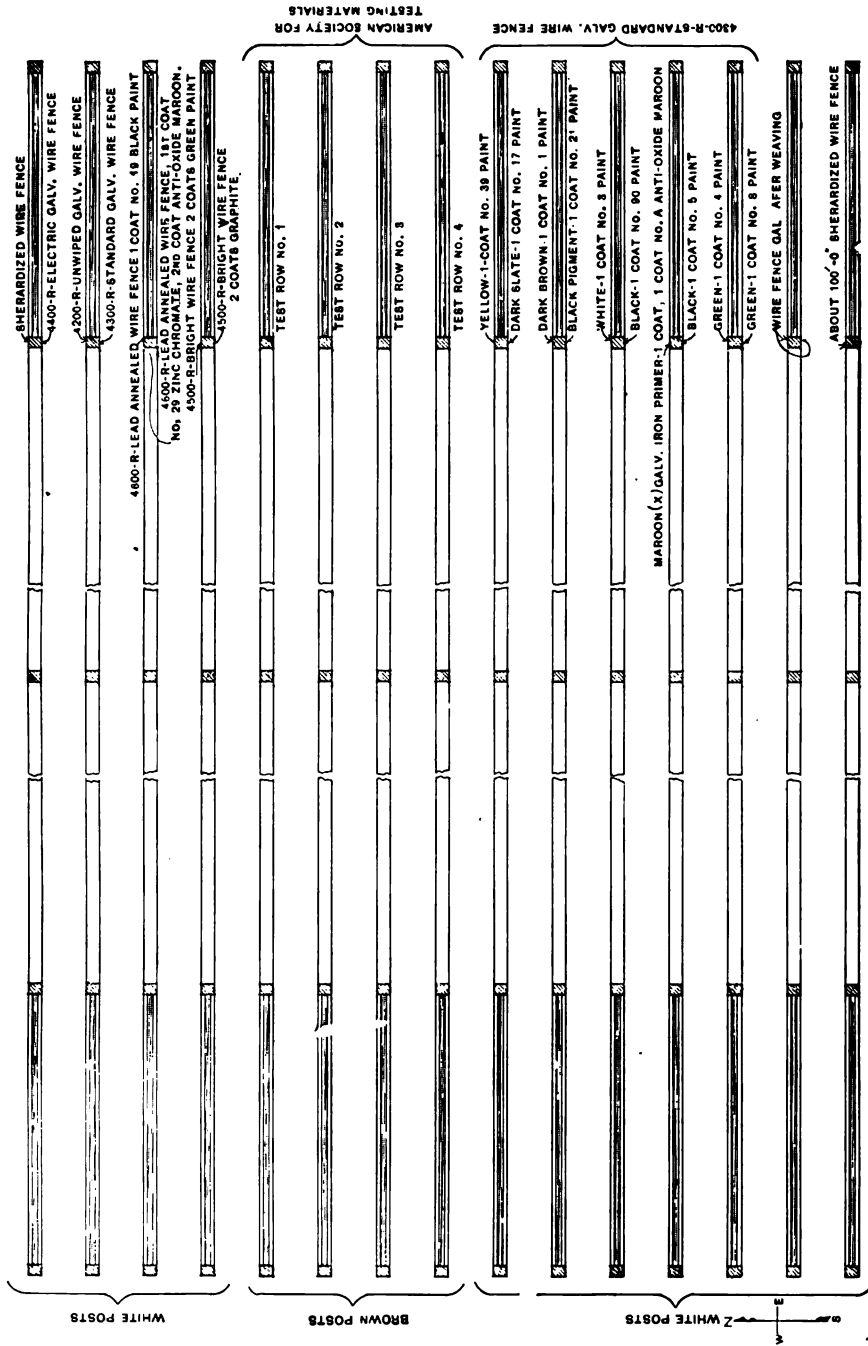 AMERICAN SOCIETY FOR
TESTING MATERIALS
4300-R-STANDARD GALV. WIRE FENCE
SHERARDIZED WIRE FENCE
4400-R-ELECTRIC GALV. WIRE FENCE
4200-R-UNWIPED GALV. WIRE FENCE
4300-R-STANDARD GALV. WIRE FENCE
4600-R-LEAD ANNEALED WIRE FENCE 1 COAT No. 49 BLACK PAINT
4600-R-LEAD ANNEALED WIRE FENCE, 1ST COAT
No. 29 ZINC CHROMATE, 2ND COAT ANTI-OXIDE MAROON.
4500-R-BRIGHT WIRE FENCE 2 COATS GREEN PAINT
4500-R-BRIGHT WIRE FENCE
2 COATS GRAPHITE
TEST ROW No. 1
TEST ROW No. 2
TEST ROW No. 3
TEST ROW No. 4
YELLOW-1-COAT No. 39 PAINT
DARK SLATE-1 COAT No. 17 PAINT
DARK BROWN-1 COAT No. 1 PAINT
BLACK PIGMENT-1 COAT No. 21 PAINT
WHITE-1 COAT No. 3 PAINT
BLACK-1 COAT No. 90 PAINT
MAROON(X)GALV. IRON PRIMER-1 COAT, 1 COAT No. A ANTI-OXIDE MAROON
BLACK-1 COAT No. 5 PAINT
GREEN-1 COAT No. 4 PAINT
GREEN-1 COAT No. 8 PAINT
WIRE FENCE GAL AFER WEAVING
ABOUT 100'-0" SHERARDIZED WIRE FENCE
WHITE POSTS
BROWN POSTS
WHITE POSTS
N
E
W
S